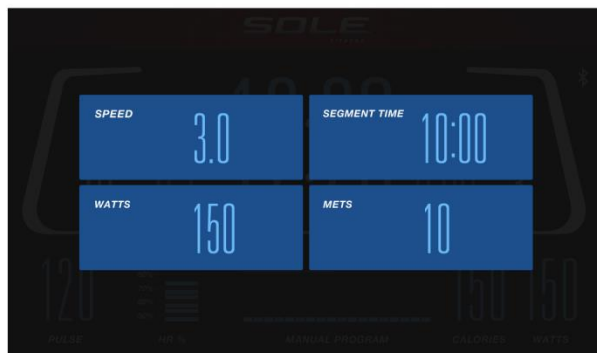 SOLE
SPEED
3.0
SEGMENT TIME
10:00
WATTS
150
METS
10
120
150 150
PULSE
HR %
MANUAL PROGRAM
CALORIES
WATTS